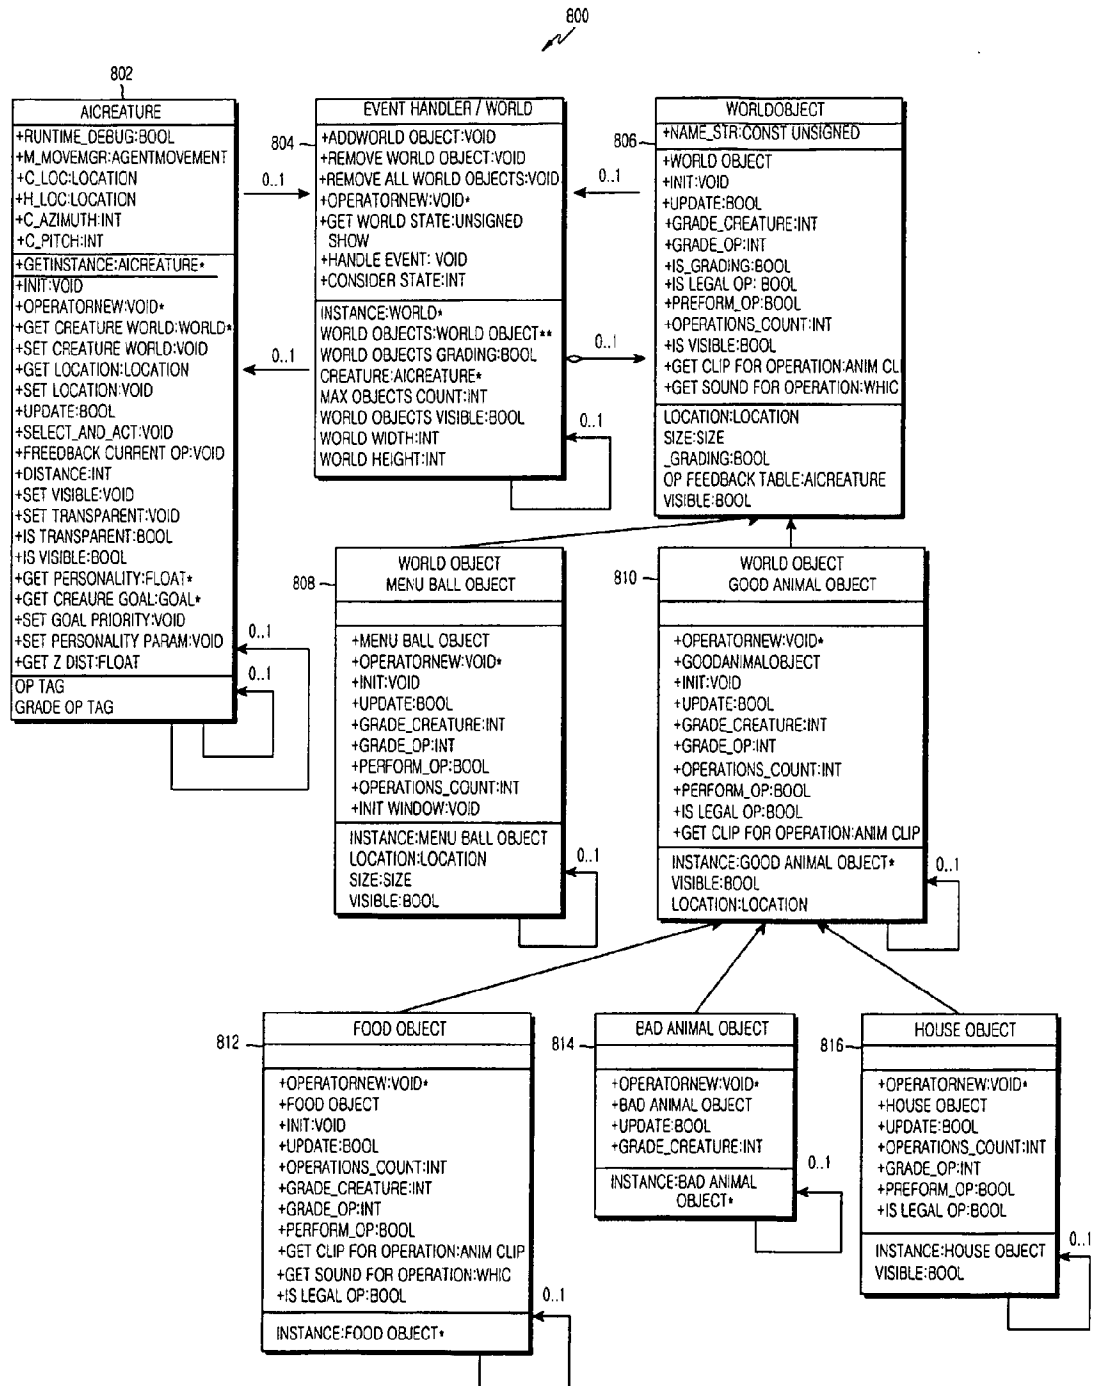 800
802
AICREATURE
+RUNTIME_DEBUG:BOOL
+M_MOVEMGR:AGENTMOVEMENT
+C_LOC:LOCATION
+H_LOC:LOCATION
+C_AZIMUTH:INT
+C_PITCH:INT
+GETINSTANCE:AICREATURE*
+INIT:VOID
+OPERATORNEW:VOID*
+GET CREATURE WORLD:WORLD*
+SET CREATURE WORLD:VOID
+GET LOCATION:LOCATION
+SET LOCATION:VOID
+UPDATE:BOOL
+SELECT_AND_ACT:VOID
+FREEDBACK CURRENT OP:VOID
+DISTANCE:INT
+SET VISIBLE:VOID
+SET TRANSPARENT:VOID
+IS TRANSPARENT:BOOL
+IS VISIBLE:BOOL
+GET PERSONALITY:FLOAT*
+GET CREAURE GOAL:GOAL*
+SET GOAL PRIORITY:VOID
+SET PERSONALITY PARAM:VOID
+GET Z DIST:FLOAT
OP TAG
GRADE OP TAG
0..1
0..1
0..1
0..1
804
EVENT HANDLER / WORLD
+ADDWORLD OBJECT:VOID
+REMOVE WORLD OBJECT:VOID
+REMOVE ALL WORLD OBJECTS:VOID
+OPERATORNEW:VOID*
+GET WORLD STATE:UNSIGNED
SHOW
+HANDLE EVENT: VOID
+CONSIDER STATE:INT
INSTANCE:WORLD*
WORLD OBJECTS:WORLD OBJECT**
WORLD OBJECTS GRADING:BOOL
CREATURE:AICREATURE*
MAX OBJECTS COUNT:INT
WORLD OBJECTS VISIBLE:BOOL
WORLD WIDTH:INT
WORLD HEIGHT:INT
0..1
0..1
0..1
806
WORLDOBJECT
+NAME_STR:CONST UNSIGNED
+WORLD OBJECT
+INIT:VOID
+UPDATE:BOOL
+GRADE_CREATURE:INT
+GRADE_OP:INT
+IS_GRADING:BOOL
+IS LEGAL OP: BOOL
+PREFORM_OP:BOOL
+OPERATIONS_COUNT:INT
+IS VISIBLE:BOOL
+GET CLIP FOR OPERATION:ANIM CLI
+GET SOUND FOR OPERATION:WHIC
LOCATION:LOCATION
SIZE:SIZE
_GRADING:BOOL
OP FEEDBACK TABLE:AICREATURE
VISIBLE:BOOL
808
WORLD OBJECT
MENU BALL OBJECT
+MENU BALL OBJECT
+OPERATORNEW:VOID*
+INIT:VOID
+UPDATE:BOOL
+GRADE_CREATURE:INT
+GRADE_OP:INT
+PERFORM_OP:BOOL
+OPERATIONS_COUNT:INT
+INIT WINDOW:VOID
INSTANCE:MENU BALL OBJECT
LOCATION:LOCATION
SIZE:SIZE
VISIBLE:BOOL
0..1
810
WORLD OBJECT
GOOD ANIMAL OBJECT
+OPERATORNEW:VOID*
+GOODANIMALOBJECT
+INIT:VOID
+UPDATE:BOOL
+GRADE_CREATURE:INT
+GRADE_OP:INT
+OPERATIONS_COUNT:INT
+PERFORM_OP:BOOL
+IS LEGAL OP:BOOL
+GET CLIP FOR OPERATION:ANIM CLIP
INSTANCE:GOOD ANIMAL OBJECT*
VISIBLE:BOOL
LOCATION:LOCATION
0..1
812
FOOD OBJECT
+OPERATORNEW:VOID*
+FOOD OBJECT
+INIT:VOID
+UPDATE:BOOL
+OPERATIONS_COUNT:INT
+GRADE_CREATURE:INT
+GRADE_OP:INT
+PERFORM_OP:BOOL
+GET CLIP FOR OPERATION:ANIM CLIP
+GET SOUND FOR OPERATION:WHIC
+IS LEGAL OP:BOOL
INSTANCE:FOOD OBJECT*
0..1
814
BAD ANIMAL OBJECT
+OPERATORNEW:VOID*
+BAD ANIMAL OBJECT
+UPDATE:BOOL
+GRADE_CREATURE:INT
INSTANCE:BAD ANIMAL
OBJECT*
0..1
816
HOUSE OBJECT
+OPERATORNEW:VOID*
+HOUSE OBJECT
+UPDATE:BOOL
+OPERATIONS_COUNT:INT
+GRADE_OP:INT
+PREFORM_OP:BOOL
+IS LEGAL OP:BOOL
INSTANCE:HOUSE OBJECT
VISIBLE:BOOL
0..1